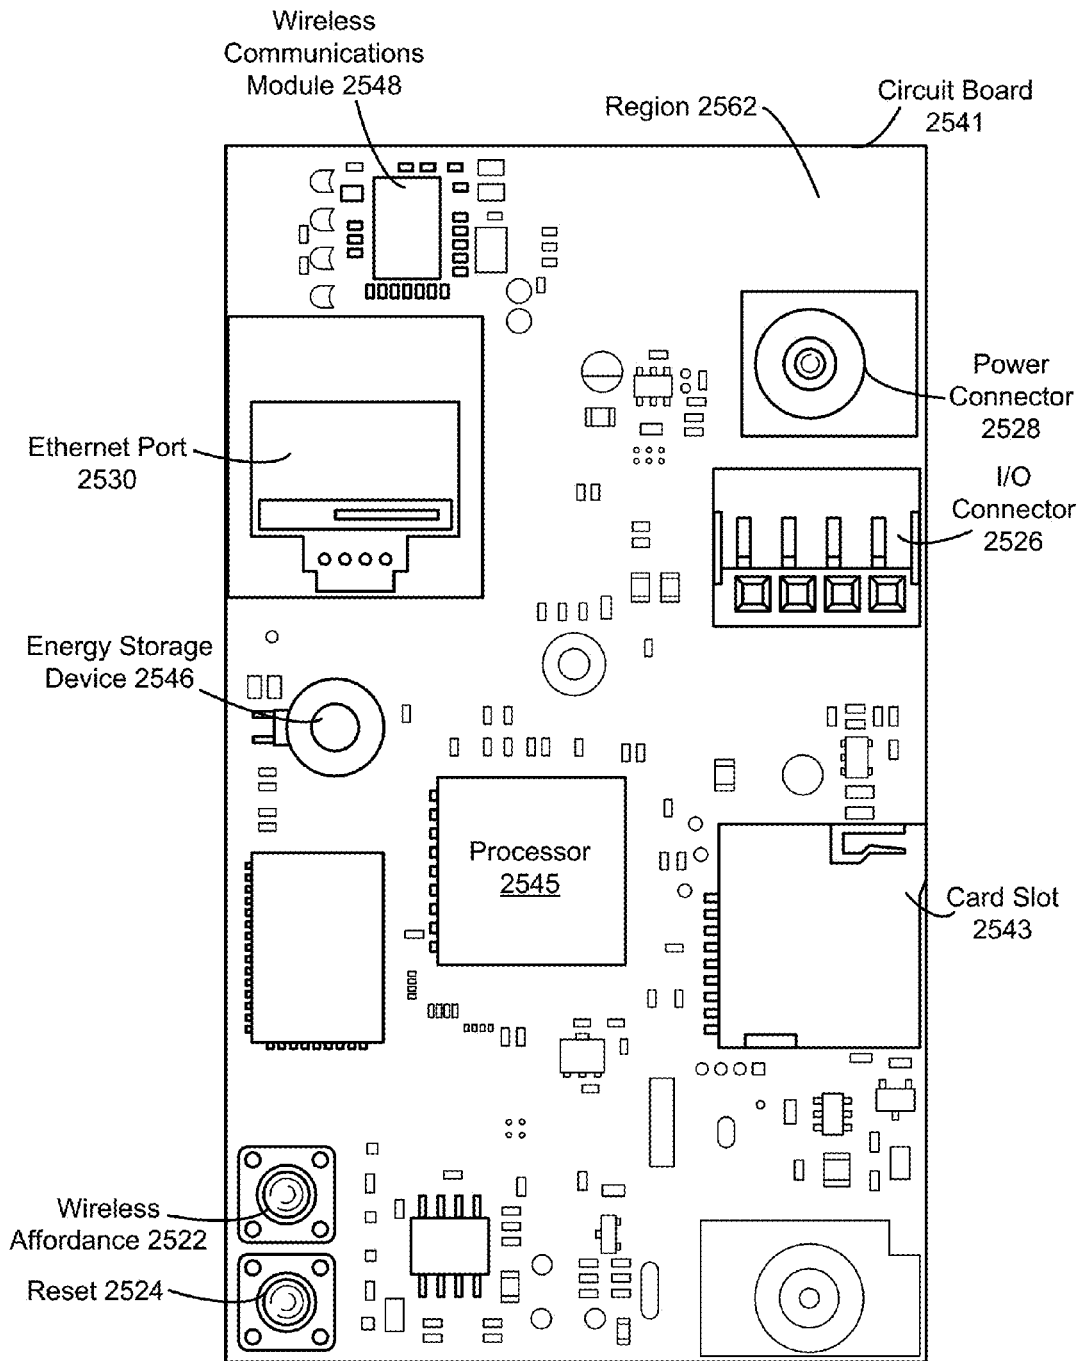 Wireless
Communications
Module 2548
Region 2562
Circuit Board
2541
Power
Connector
2528
Ethernet Port
2530
I/O
Connector
2526
Energy Storage
Device 2546
Processor
2545
Card Slot
2543
Wireless
Affordance 2522
Reset 2524